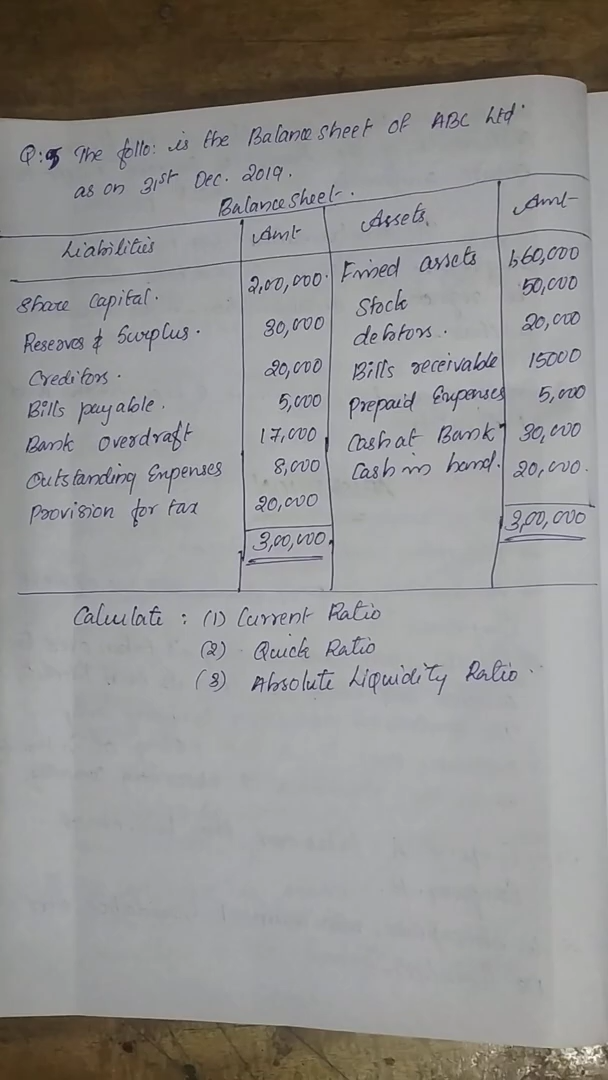 Q:5 The follo: is the Balance sheet of ABC Ltd.
as on 31st Dec. 2019.
Balance sheet.
Liabilities Amt Assets. Amt
Share Capital. 2,00,000. Fixed assets 1,60,000
Reserves & Surplus. 30,000 Stock 50,000
Creditors. 20,000 debtors. 20,000
Bills payable. 5,000 Bills receivable 15000
Bank overdraft 17,000 Prepaid Expenses 5,000
Outstanding Expenses 8,000 Cash at Bank 30,000
Provision for tax 20,000 Cash in hand. 20,000.
3,00,000 3,00,000
Calculate : (1) Current Ratio
(2) Quick Ratio
(3) Absolute Liquidity Ratio.